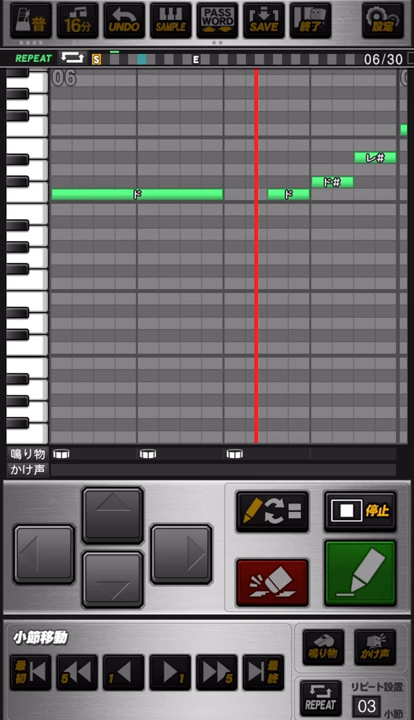 普 16分 UNDO SAMPLE PASS WORD SAVE 終了 設定
REPEAT S E 06/30
06
レ#
ド#
ド ド
鳴り物
かけ声
停止
小節移動
最初 5 1 1 5 最終
鳴り物 かけ声
リピート設置
REPEAT 03 小節